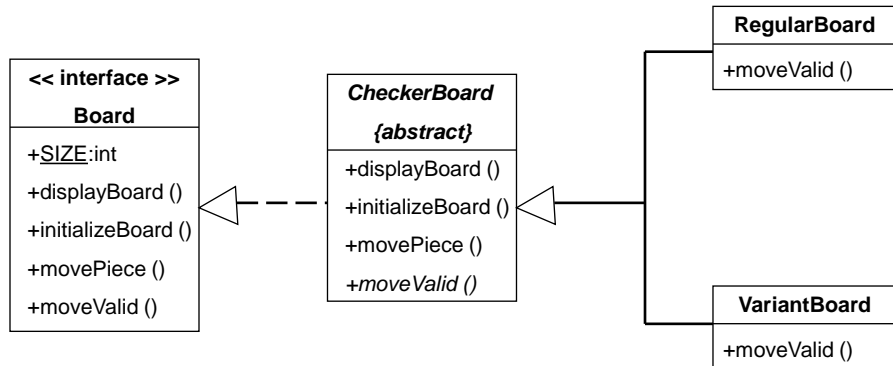 << interface >>
Board
+SIZE:int
+displayBoard ()
+initializeBoard ()
+movePiece ()
+moveValid ()
CheckerBoard
{abstract}
+displayBoard ()
+initializeBoard ()
+movePiece ()
+moveValid ()
RegularBoard
+moveValid ()
VariantBoard
+moveValid ()